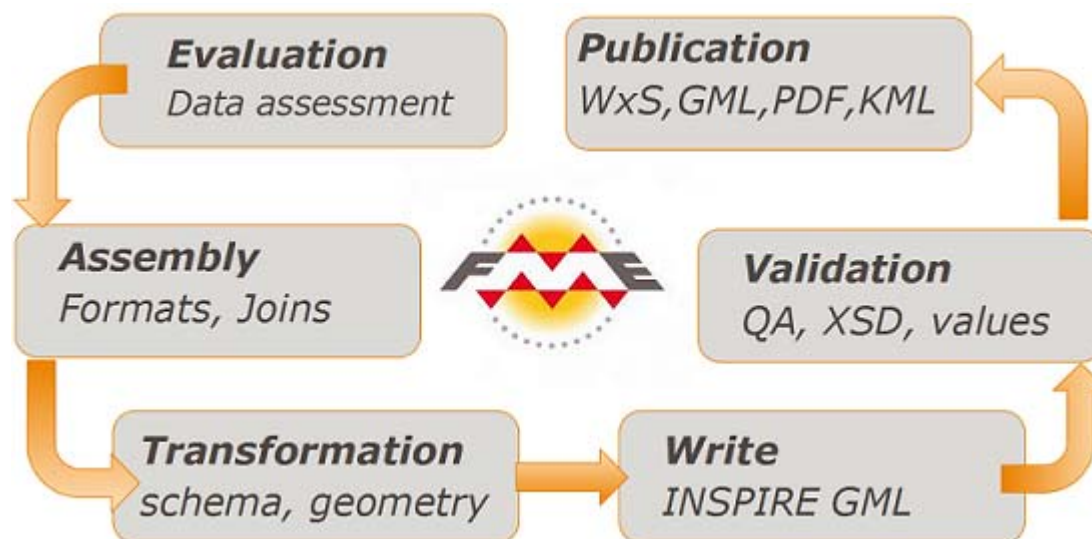 Evaluation
Data assessment
Publication
WxS,GML,PDF,KML
Assembly
Formats, Joins
FME
Validation
QA, XSD, values
Transformation
schema, geometry
Write
INSPIRE GML